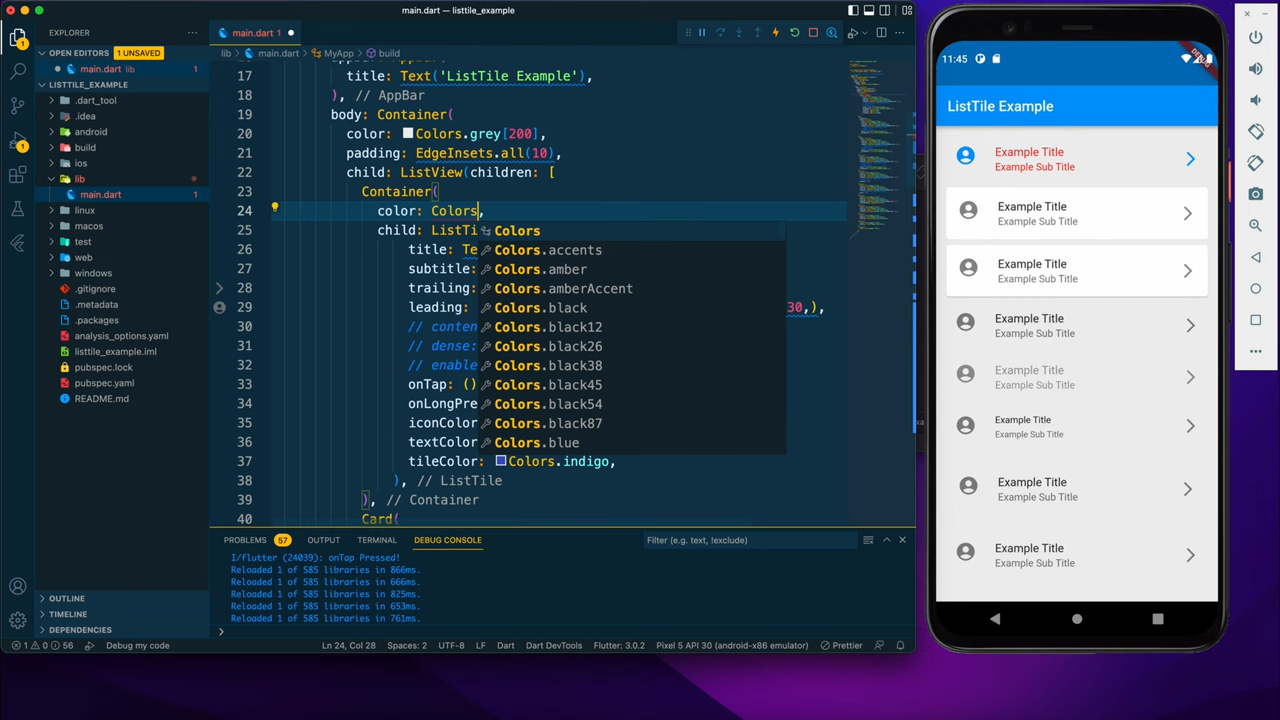 main.dart — listtile_example
EXPLORER
OPEN EDITORS 1 UNSAVED
main.dart lib 1
LISTTILE_EXAMPLE
.dart_tool
.idea
android
build
ios
lib
main.dart 1
linux
macos
test
web
windows
.gitignore
.metadata
.packages
analysis_options.yaml
listtile_example.iml
pubspec.lock
pubspec.yaml
README.md
OUTLINE
TIMELINE
DEPENDENCIES
main.dart 1
lib > main.dart > MyApp > build
17 title: Text('ListTile Example'),
18 ), // AppBar
19 body: Container(
20 color: Colors.grey[200],
21 padding: EdgeInsets.all(10),
22 child: ListView(children: [
23 Container(
24 color: Colors,
25 child: ListTi
26 title: Te
27 subtitle:
28 trailing:
29 leading: 30,),
30 // conten
31 // dense:
32 // enable
33 onTap: ()
34 onLongPre
35 iconColor
36 textColor
37 tileColor: Colors.indigo,
38 ), // ListTile
39 ), // Container
40 Card(
Colors
Colors.accents
Colors.amber
Colors.amberAccent
Colors.black
Colors.black12
Colors.black26
Colors.black38
Colors.black45
Colors.black54
Colors.black87
Colors.blue
PROBLEMS 57 OUTPUT TERMINAL DEBUG CONSOLE Filter (e.g. text, !exclude)
I/flutter (24039): onTap Pressed!
Reloaded 1 of 585 libraries in 866ms.
Reloaded 1 of 585 libraries in 666ms.
Reloaded 1 of 585 libraries in 825ms.
Reloaded 1 of 585 libraries in 653ms.
Reloaded 1 of 585 libraries in 761ms.
1 0 56 Debug my code Ln 24, Col 28 Spaces: 2 UTF-8 LF Dart Dart DevTools Flutter: 3.0.2 Pixel 5 API 30 (android-x86 emulator) Prettier
11:45
DEBUG
ListTile Example
Example Title
Example Sub Title
Example Title
Example Sub Title
Example Title
Example Sub Title
Example Title
Example Sub Title
Example Title
Example Sub Title
Example Title
Example Sub Title
Example Title
Example Sub Title
Example Title
Example Sub Title